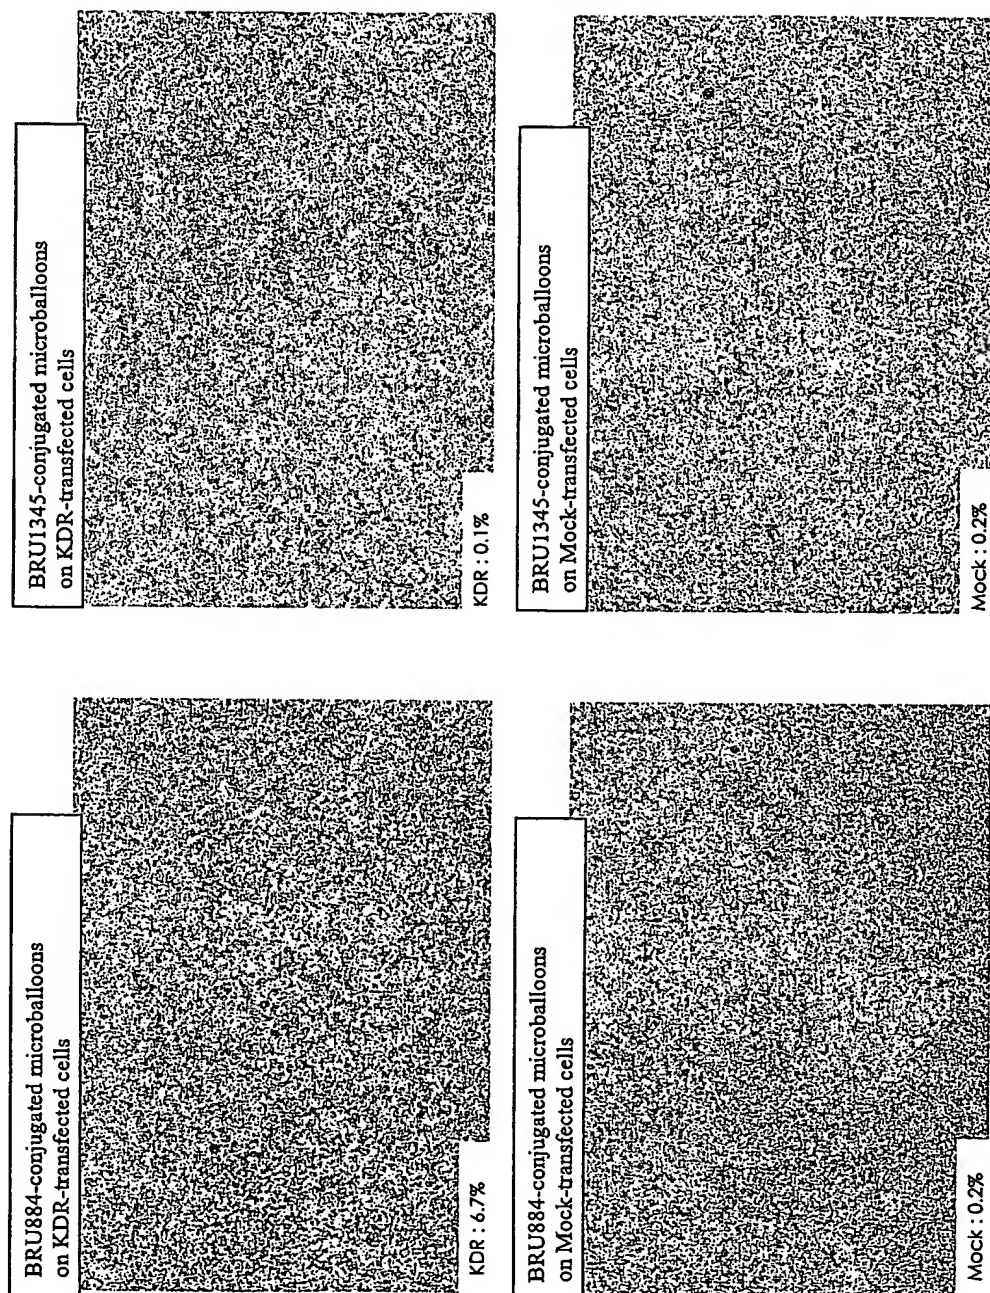 BRU884-conjugated microballoons
on KDR-transfected cells
KDR : 6.7%
BRU1345-conjugated microballoons
on KDR-transfected cells
KDR : 0.1%
BRU884-conjugated microballoons
on Mock-transfected cells
Mock : 0.2%
BRU1345-conjugated microballoons
on Mock-transfected cells
Mock : 0.2%